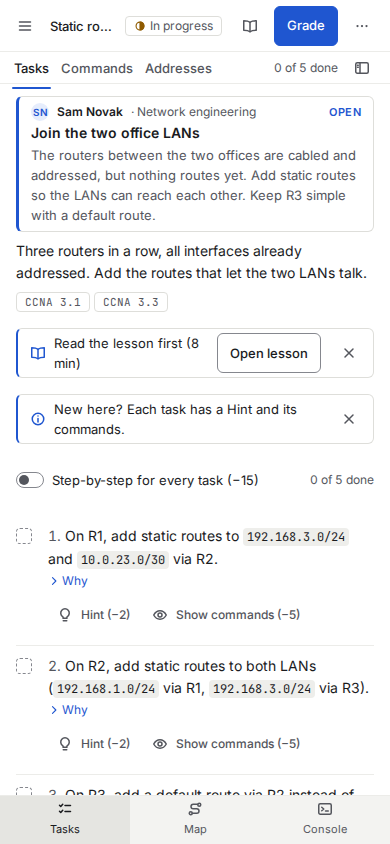 Static ro...
In progress
Grade
Tasks
Commands
Addresses
0 of 5 done
SN
Sam Novak · Network engineering
OPEN
Join the two office LANs
The routers between the two offices are cabled and
addressed, but nothing routes yet. Add static routes
so the LANs can reach each other. Keep R3 simple
with a default route.
Three routers in a row, all interfaces already
addressed. Add the routes that let the two LANs talk.
CCNA 3.1
CCNA 3.3
Read the lesson first (8
min)
Open lesson
New here? Each task has a Hint and its
commands.
Step-by-step for every task (−15)
0 of 5 done
1. On R1, add static routes to 192.168.3.0/24
and 10.0.23.0/30 via R2.
Why
Hint (−2)
Show commands (−5)
2. On R2, add static routes to both LANs
(192.168.1.0/24 via R1, 192.168.3.0/24 via R3).
Why
Hint (−2)
Show commands (−5)
3. On R3, add a default route via R2 instead of
Tasks
Map
Console